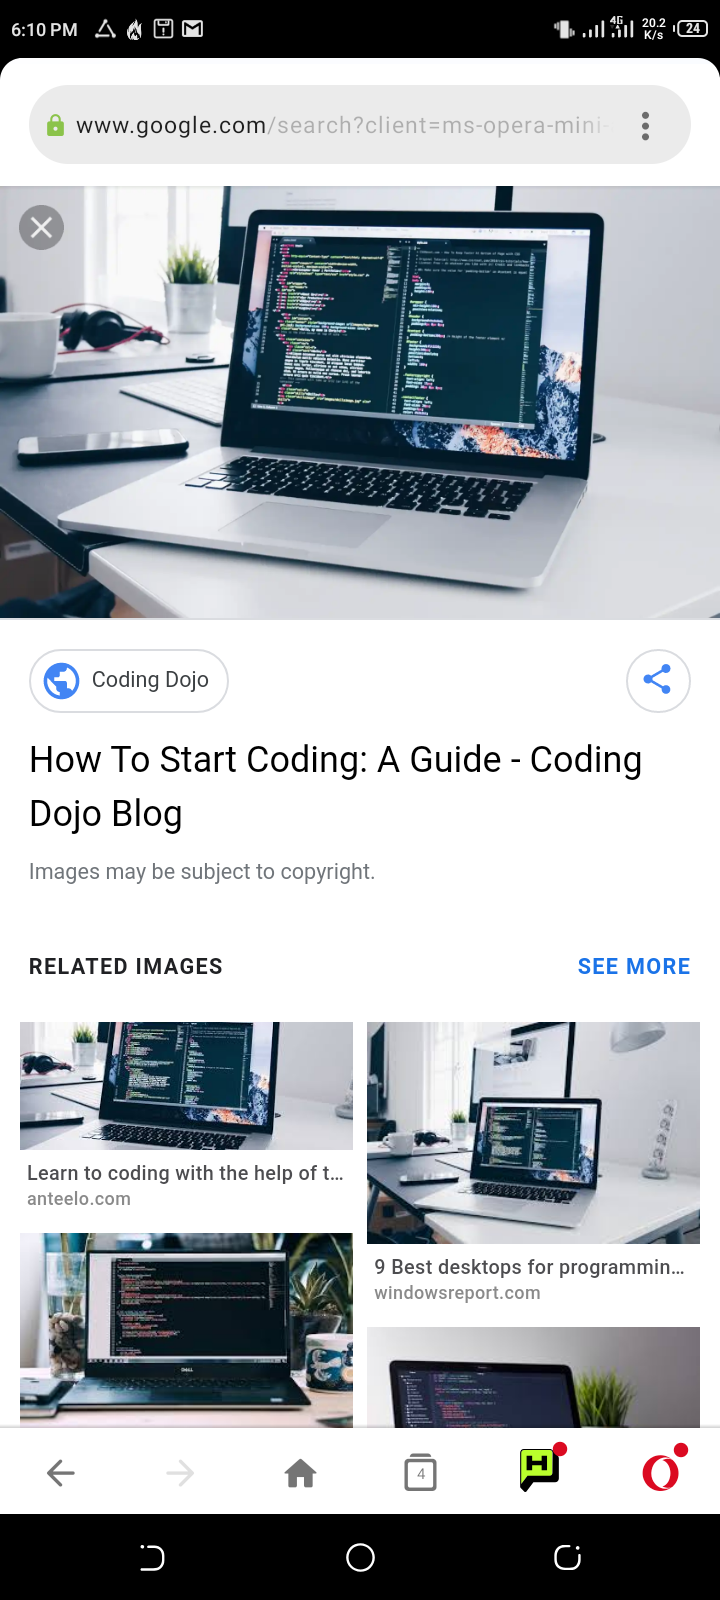 6:10 PM
4G
20.2
K/s
24
www.google.com/search?client=ms-opera-mini-
Coding Dojo
How To Start Coding: A Guide - Coding
Dojo Blog
Images may be subject to copyright.
RELATED IMAGES
SEE MORE
Learn to coding with the help of t...
anteelo.com
9 Best desktops for programmin...
windowsreport.com
DELL
4
H